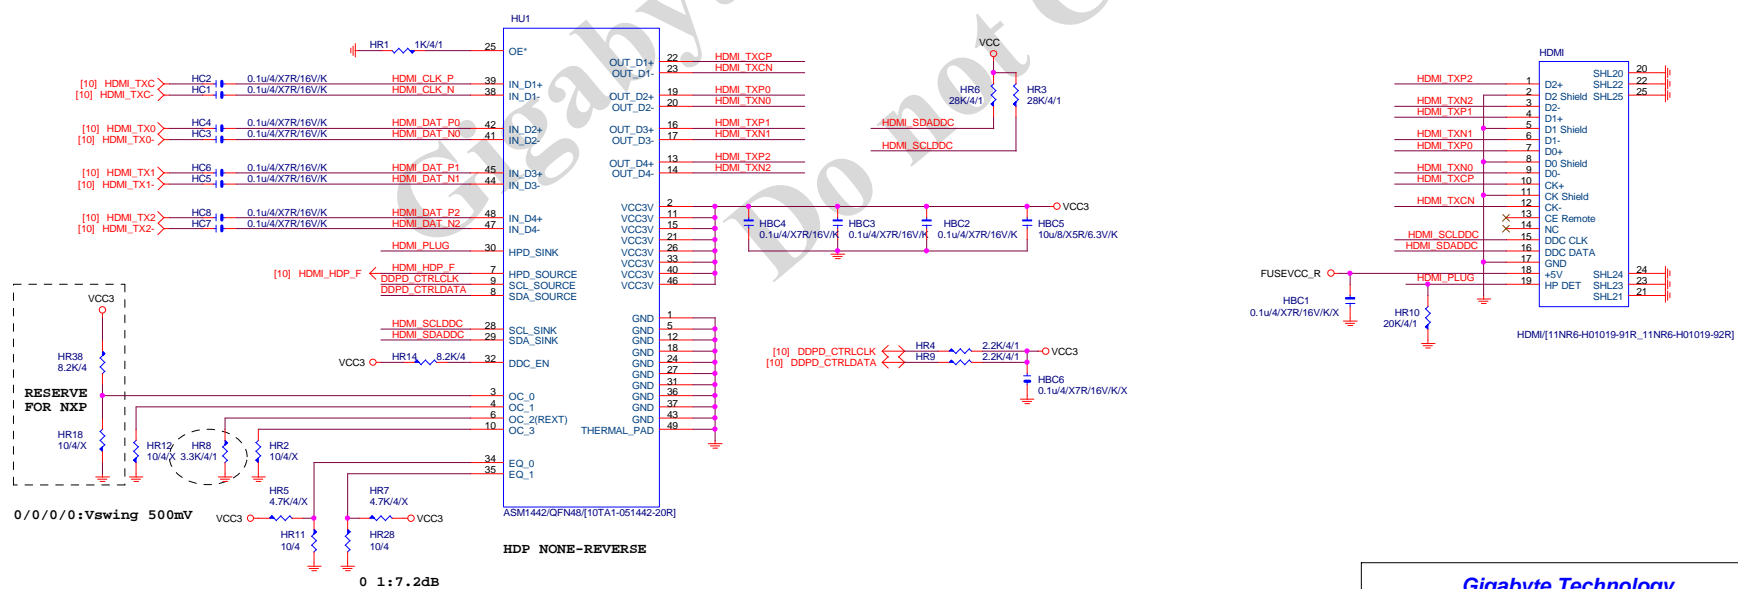 HU1
HR1 1K/4/1 25 OE*
22 HDMI_TXCP
OUT_D1+
23 HDMI_TXCN
OUT_D1-
[10] HDMI_TXC HC2 0.1u/4/X7R/16V/K HDMI_CLK_P 39 IN_D1+
[10] HDMI_TXC- HC1 0.1u/4/X7R/16V/K HDMI_CLK_N 38 IN_D1-
OUT_D2+ 19 HDMI_TXP0
OUT_D2- 20 HDMI_TXN0
[10] HDMI_TX0 HC4 0.1u/4/X7R/16V/K HDMI_DAT_P0 42 IN_D2+
[10] HDMI_TX0- HC3 0.1u/4/X7R/16V/K HDMI_DAT_N0 41 IN_D2-
OUT_D3+ 16 HDMI_TXP1
OUT_D3- 17 HDMI_TXN1
[10] HDMI_TX1 HC6 0.1u/4/X7R/16V/K HDMI_DAT_P1 45 IN_D3+
[10] HDMI_TX1- HC5 0.1u/4/X7R/16V/K HDMI_DAT_N1 44 IN_D3-
OUT_D4+ 13 HDMI_TXP2
OUT_D4- 14 HDMI_TXN2
[10] HDMI_TX2 HC8 0.1u/4/X7R/16V/K HDMI_DAT_P2 48 IN_D4+
[10] HDMI_TX2- HC7 0.1u/4/X7R/16V/K HDMI_DAT_N2 47 IN_D4-
HDMI_PLUG 30 HPD_SINK
[10] HDMI_HDP_F HDMI_HDP_F 7 HPD_SOURCE
DDPD_CTRLCLK 9 SCL_SOURCE
DDPD_CTRLDATA 8 SDA_SOURCE
HDMI_SCLDDC 28 SCL_SINK
HDMI_SDADDC 29 SDA_SINK
VCC3 HR14 8.2K/4 32 DDC_EN
3 OC_0
4 OC_1
6 OC_2(REXT)
10 OC_3
34 EQ_0
35 EQ_1
VCC3V 2
VCC3V 11
VCC3V 15
VCC3V 21
VCC3V 26
VCC3V 33
VCC3V 40
VCC3V 46
GND 1
GND 5
GND 12
GND 18
GND 24
GND 27
GND 31
GND 36
GND 37
GND 43
THERMAL_PAD 49
ASM1442/QFN48/[10TA1-051442-20R]
HDP NONE-REVERSE
VCC3
HR38
8.2K/4
RESERVE
FOR NXP
HR18
10/4/X
HR12
10/4/X
HR8
3.3K/4/1
HR2
10/4/X
0/0/0/0:Vswing 500mV
HR5
4.7K/4/X
VCC3
HR7
4.7K/4/X
VCC3
HR11
10/4
HR28
10/4
0 1:7.2dB
VCC
HR6
28K/4/1
HR3
28K/4/1
HDMI_SDADDC
HDMI_SCLDDC
VCC3
HBC4
0.1u/4/X7R/16V/K
HBC3
0.1u/4/X7R/16V/K
HBC2
0.1u/4/X7R/16V/K
HBC5
10u/8/X5R/6.3V/K
[10] DDPD_CTRLCLK HR4 2.2K/4/1 VCC3
[10] DDPD_CTRLDATA HR9 2.2K/4/1
HBC6
0.1u/4/X7R/16V/K/X
HDMI
HDMI_TXP2 1 D2+
2 D2 Shield
HDMI_TXN2 3 D2-
HDMI_TXP1 4 D1+
5 D1 Shield
HDMI_TXN1 6 D1-
HDMI_TXP0 7 D0+
8 D0 Shield
HDMI_TXN0 9 D0-
HDMI_TXCP 10 CK+
11 CK Shield
HDMI_TXCN 12 CK-
13 CE Remote
14 NC
HDMI_SCLDDC 15 DDC CLK
HDMI_SDADDC 16 DDC DATA
17 GND
FUSEVCC_R 18 +5V
HDMI_PLUG 19 HP DET
SHL20 20
SHL22 22
SHL25 25
SHL24 24
SHL23 23
SHL21 21
HBC1
0.1u/4/X7R/16V/K/X
HR10
20K/4/1
HDMI/[11NR6-H01019-91R_11NR6-H01019-92R]
Gigabyte Technology
Do not